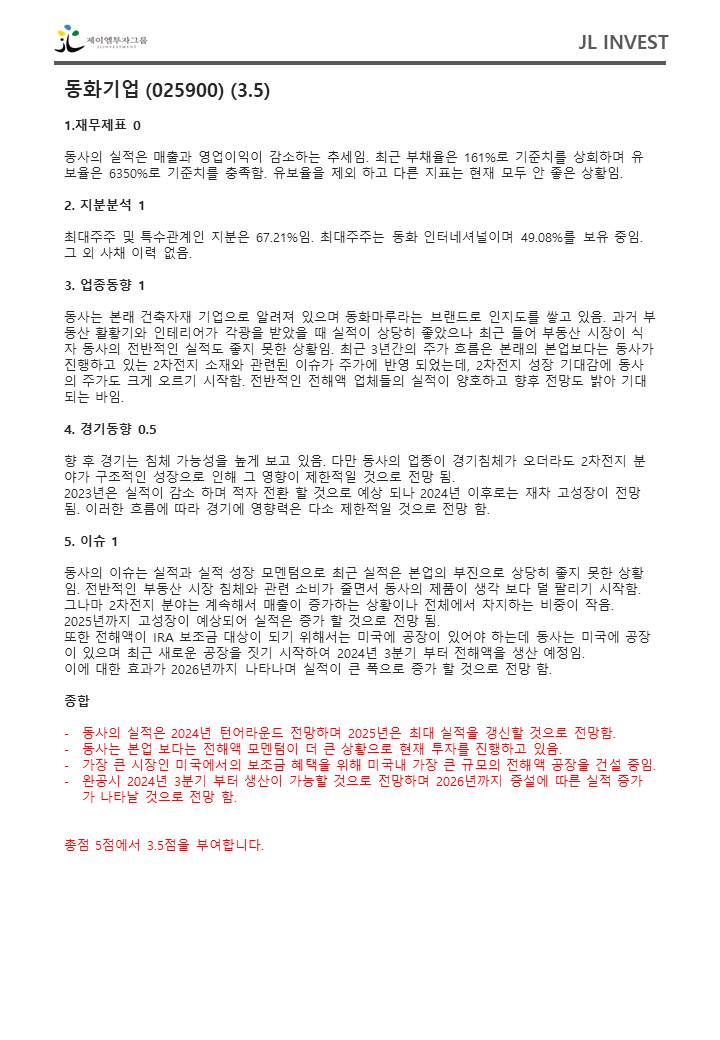 제이엘투자그룹
JL INVESTMENT
JL INVEST
동화기업 (025900) (3.5)
1.재무제표 0
동사의 실적은 매출과 영업이익이 감소하는 추세임. 최근 부채율은 161%로 기준치를 상회하며 유
보율은 6350%로 기준치를 충족함. 유보율을 제외 하고 다른 지표는 현재 모두 안 좋은 상황임.
2. 지분분석 1
최대주주 및 특수관계인 지분은 67.21%임. 최대주주는 동화 인터네셔널이며 49.08%를 보유 중임.
그 외 사채 이력 없음.
3. 업종동향 1
동사는 본래 건축자재 기업으로 알려져 있으며 동화마루라는 브랜드로 인지도를 쌓고 있음. 과거 부
동산 활황기와 인테리어가 각광을 받았을 때 실적이 상당히 좋았으나 최근 들어 부동산 시장이 식
자 동사의 전반적인 실적도 좋지 못한 상황임. 최근 3년간의 주가 흐름은 본래의 본업보다는 동사가
진행하고 있는 2차전지 소재와 관련된 이슈가 주가에 반영 되었는데, 2차전지 성장 기대감에 동사
의 주가도 크게 오르기 시작함. 전반적인 전해액 업체들의 실적이 양호하고 향후 전망도 밝아 기대
되는 바임.
4. 경기동향 0.5
향 후 경기는 침체 가능성을 높게 보고 있음. 다만 동사의 업종이 경기침체가 오더라도 2차전지 분
야가 구조적인 성장으로 인해 그 영향이 제한적일 것으로 전망 됨.
2023년은 실적이 감소 하며 적자 전환 할 것으로 예상 되나 2024년 이후로는 재차 고성장이 전망
됨. 이러한 흐름에 따라 경기에 영향력은 다소 제한적일 것으로 전망 함.
5. 이슈 1
동사의 이슈는 실적과 실적 성장 모멘텀으로 최근 실적은 본업의 부진으로 상당히 좋지 못한 상황
임. 전반적인 부동산 시장 침체와 관련 소비가 줄면서 동사의 제품이 생각 보다 덜 팔리기 시작함.
그나마 2차전지 분야는 계속해서 매출이 증가하는 상황이나 전체에서 차지하는 비중이 작음.
2025년까지 고성장이 예상되어 실적은 증가 할 것으로 전망 됨.
또한 전해액이 IRA 보조금 대상이 되기 위해서는 미국에 공장이 있어야 하는데 동사는 미국에 공장
이 있으며 최근 새로운 공장을 짓기 시작하여 2024년 3분기 부터 전해액을 생산 예정임.
이에 대한 효과가 2026년까지 나타나며 실적이 큰 폭으로 증가 할 것으로 전망 함.
종합
- 동사의 실적은 2024년 턴어라운드 전망하며 2025년은 최대 실적을 갱신할 것으로 전망함.
- 동사는 본업 보다는 전해액 모멘텀이 더 큰 상황으로 현재 투자를 진행하고 있음.
- 가장 큰 시장인 미국에서의 보조금 혜택을 위해 미국내 가장 큰 규모의 전해액 공장을 건설 중임.
- 완공시 2024년 3분기 부터 생산이 가능할 것으로 전망하며 2026년까지 증설에 따른 실적 증가
가 나타날 것으로 전망 함.
총점 5점에서 3.5점을 부여합니다.